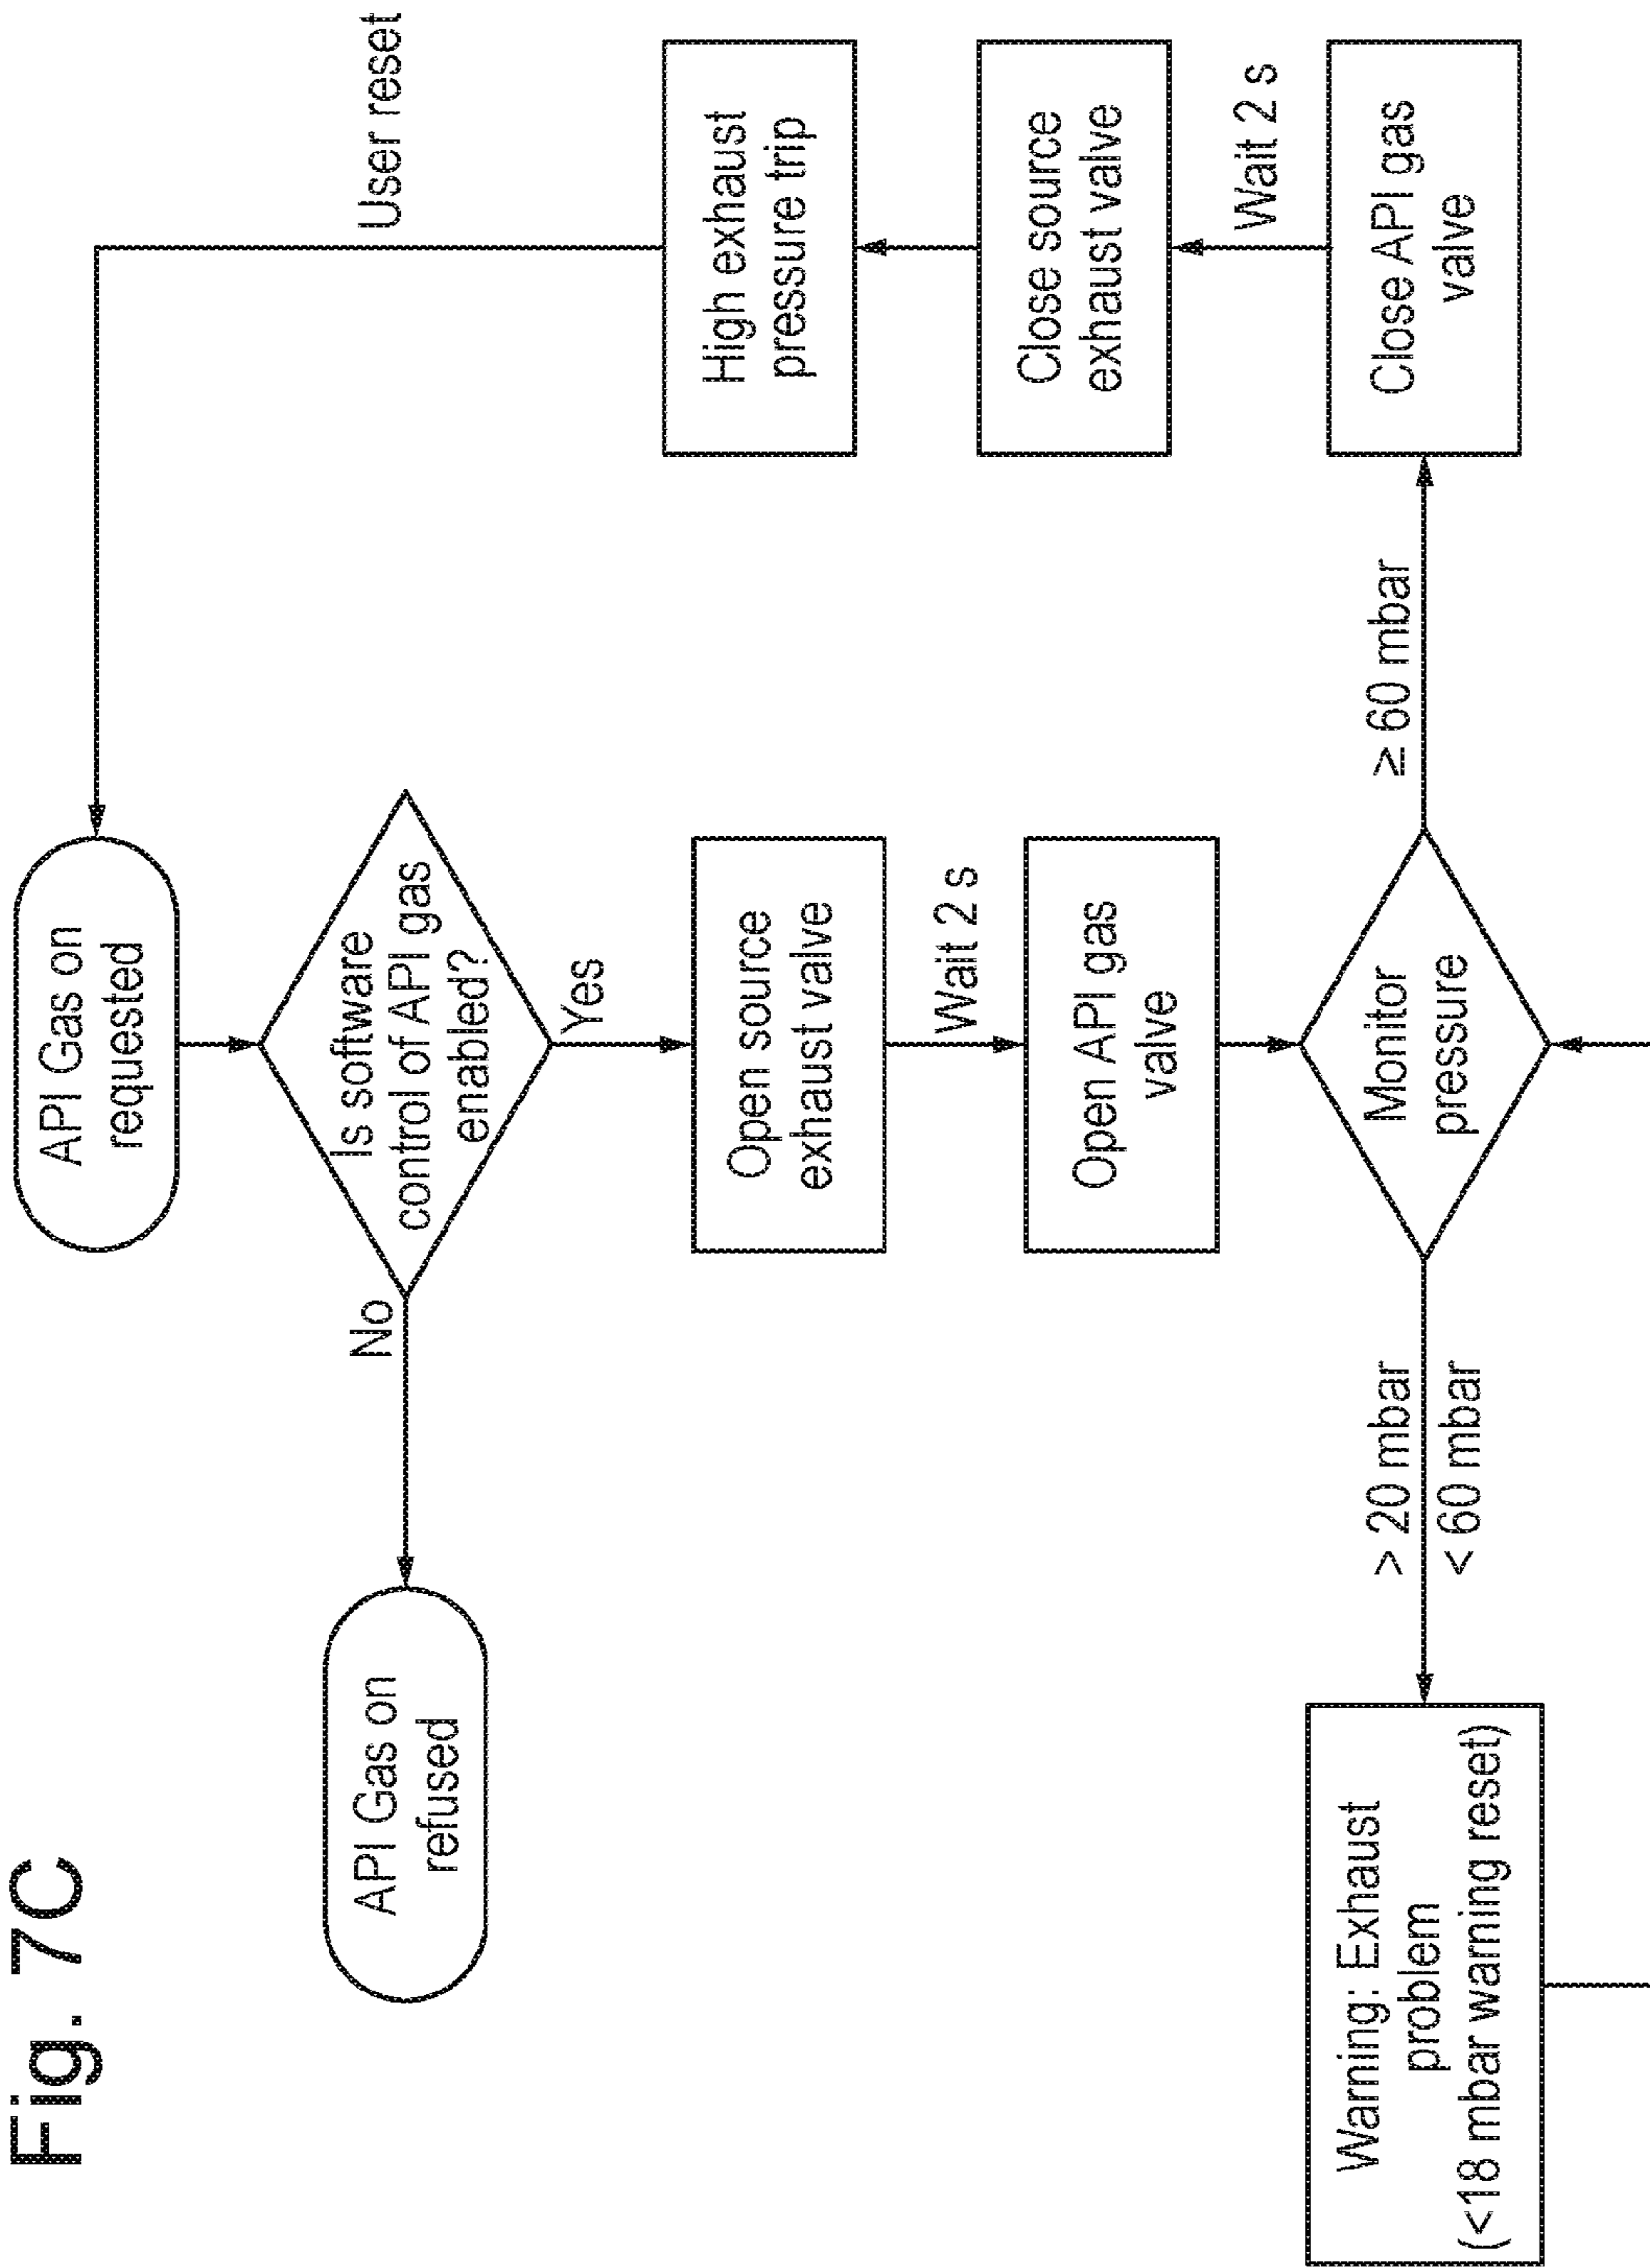 Fig. 7C
API Gas on
requested
Is software
control of API gas
enabled?
No
Yes
API Gas on
refused
Open source
exhaust valve
Wait 2 s
Open API gas
valve
Monitor
pressure
> 20 mbar
< 60 mbar
Warning: Exhaust
problem
(<18 mbar warning reset)
≥ 60 mbar
Close API gas
valve
Wait 2 s
Close source
exhaust valve
High exhaust
pressure trip
User reset